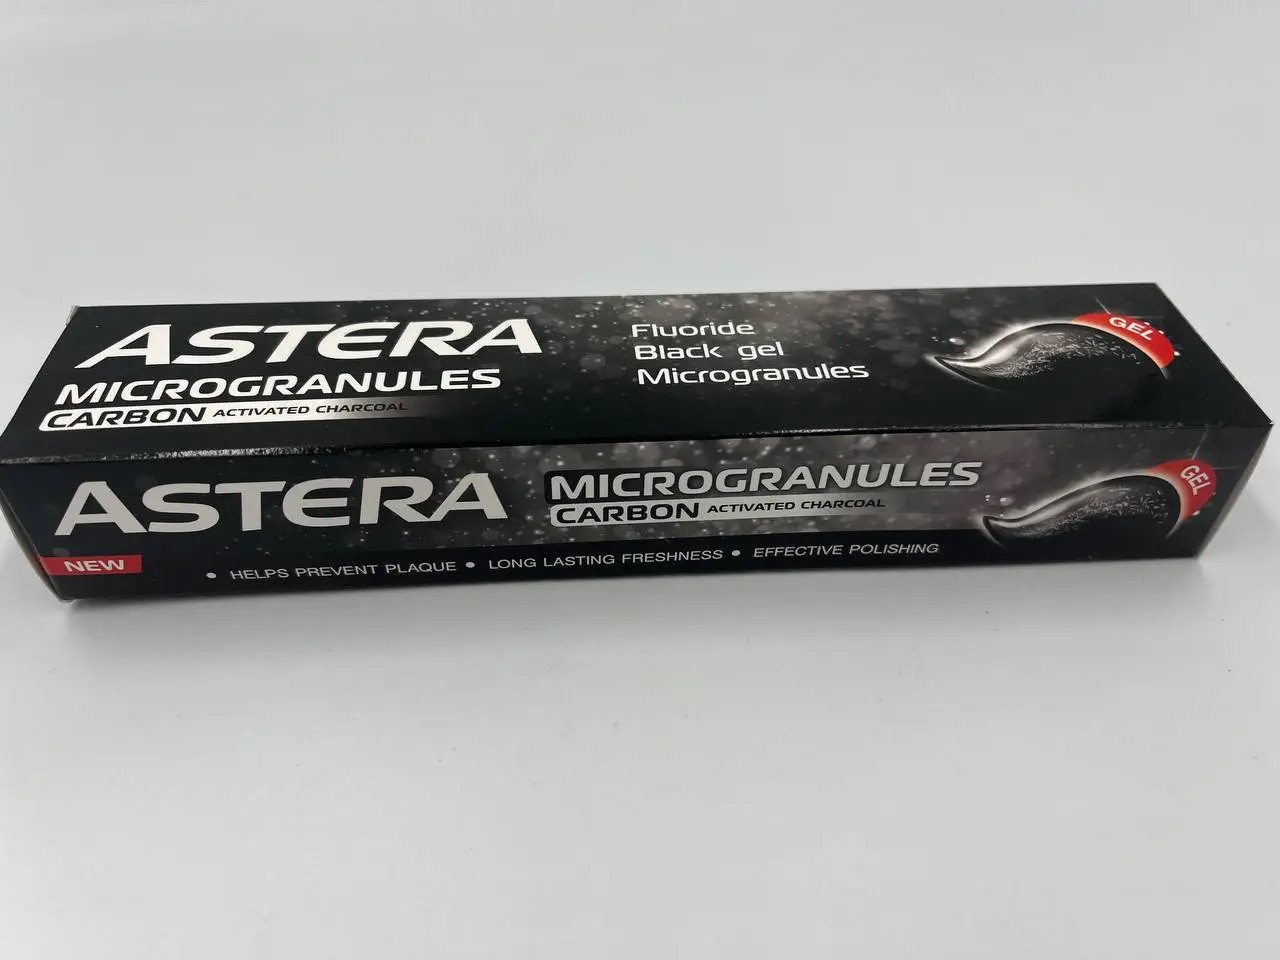 ASTERA
MICROGRANULES
CARBON ACTIVATED CHARCOAL
Fluoride
Black gel
Microgranules
GEL
ASTERA
MICROGRANULES
CARBON ACTIVATED CHARCOAL
GEL
NEW
• HELPS PREVENT PLAQUE • LONG LASTING FRESHNESS • EFFECTIVE POLISHING